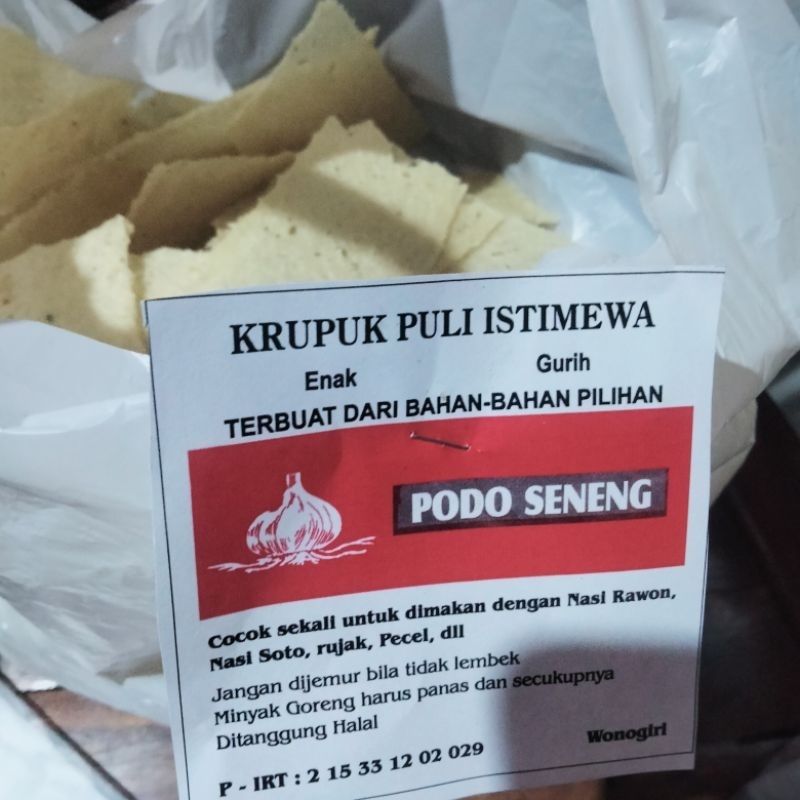 KRUPUK PULI ISTIMEWA
Enak Gurih
TERBUAT DARI BAHAN-BAHAN PILIHAN
PODO SENENG
Cocok sekali untuk dimakan dengan Nasi Rawon,
Nasi Soto, rujak, Pecel, dll
Jangan dijemur bila tidak lembek
Minyak Goreng harus panas dan secukupnya
Ditanggung Halal
Wonogiri
P - IRT : 2 15 33 12 02 029